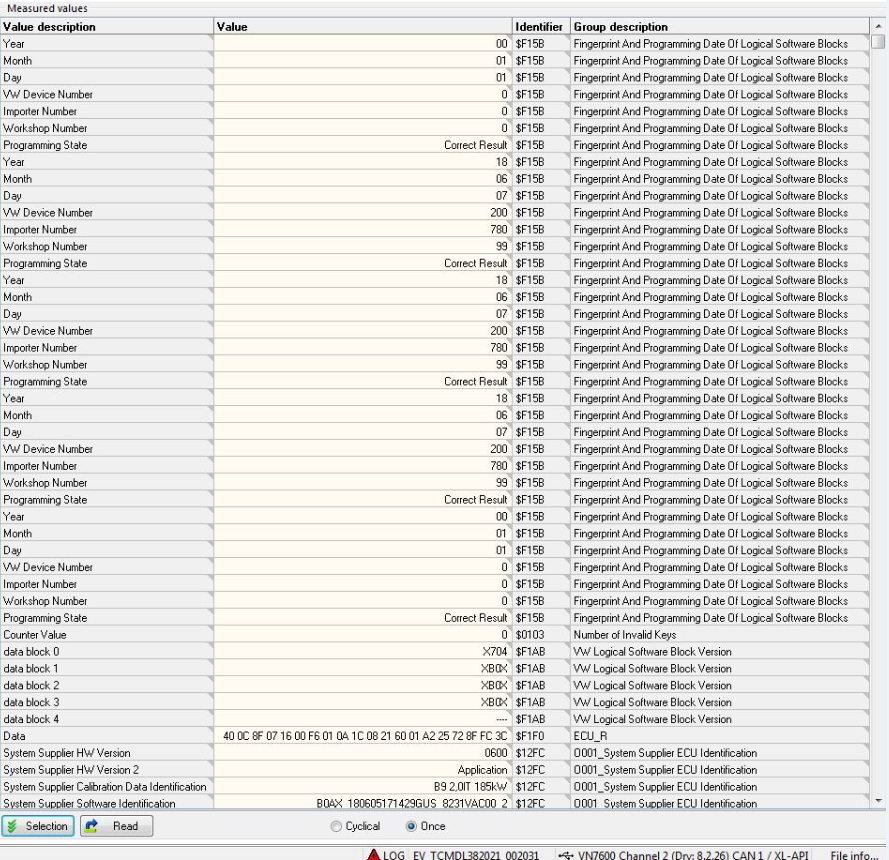 Measured values
Value description Value Identifier Group description
Year 00 $F15B Fingerprint And Programming Date Of Logical Software Blocks
Month 01 $F15B Fingerprint And Programming Date Of Logical Software Blocks
Day 01 $F15B Fingerprint And Programming Date Of Logical Software Blocks
VW Device Number 0 $F15B Fingerprint And Programming Date Of Logical Software Blocks
Importer Number 0 $F15B Fingerprint And Programming Date Of Logical Software Blocks
Workshop Number 0 $F15B Fingerprint And Programming Date Of Logical Software Blocks
Programming State Correct Result $F15B Fingerprint And Programming Date Of Logical Software Blocks
Year 18 $F15B Fingerprint And Programming Date Of Logical Software Blocks
Month 06 $F15B Fingerprint And Programming Date Of Logical Software Blocks
Day 07 $F15B Fingerprint And Programming Date Of Logical Software Blocks
VW Device Number 200 $F15B Fingerprint And Programming Date Of Logical Software Blocks
Importer Number 780 $F15B Fingerprint And Programming Date Of Logical Software Blocks
Workshop Number 99 $F15B Fingerprint And Programming Date Of Logical Software Blocks
Programming State Correct Result $F15B Fingerprint And Programming Date Of Logical Software Blocks
Year 18 $F15B Fingerprint And Programming Date Of Logical Software Blocks
Month 06 $F15B Fingerprint And Programming Date Of Logical Software Blocks
Day 07 $F15B Fingerprint And Programming Date Of Logical Software Blocks
VW Device Number 200 $F15B Fingerprint And Programming Date Of Logical Software Blocks
Importer Number 780 $F15B Fingerprint And Programming Date Of Logical Software Blocks
Workshop Number 99 $F15B Fingerprint And Programming Date Of Logical Software Blocks
Programming State Correct Result $F15B Fingerprint And Programming Date Of Logical Software Blocks
Year 18 $F15B Fingerprint And Programming Date Of Logical Software Blocks
Month 06 $F15B Fingerprint And Programming Date Of Logical Software Blocks
Day 07 $F15B Fingerprint And Programming Date Of Logical Software Blocks
VW Device Number 200 $F15B Fingerprint And Programming Date Of Logical Software Blocks
Importer Number 780 $F15B Fingerprint And Programming Date Of Logical Software Blocks
Workshop Number 99 $F15B Fingerprint And Programming Date Of Logical Software Blocks
Programming State Correct Result $F15B Fingerprint And Programming Date Of Logical Software Blocks
Year 00 $F15B Fingerprint And Programming Date Of Logical Software Blocks
Month 01 $F15B Fingerprint And Programming Date Of Logical Software Blocks
Day 01 $F15B Fingerprint And Programming Date Of Logical Software Blocks
VW Device Number 0 $F15B Fingerprint And Programming Date Of Logical Software Blocks
Importer Number 0 $F15B Fingerprint And Programming Date Of Logical Software Blocks
Workshop Number 0 $F15B Fingerprint And Programming Date Of Logical Software Blocks
Programming State Correct Result $F15B Fingerprint And Programming Date Of Logical Software Blocks
Counter Value 0 $0103 Number of Invalid Keys
data block 0 X704 $F1AB VW Logical Software Block Version
data block 1 XB0X $F1AB VW Logical Software Block Version
data block 2 XB0X $F1AB VW Logical Software Block Version
data block 3 XB0X $F1AB VW Logical Software Block Version
data block 4 ---- $F1AB VW Logical Software Block Version
Data 40 0C 8F 07 16 00 F6 01 0A 1C 08 21 60 01 A2 25 72 8F FC 3C $F1F0 ECU_R
System Supplier HW Version 0600 $12FC 0001_System Supplier ECU Identification
System Supplier HW Version 2 Application $12FC 0001_System Supplier ECU Identification
System Supplier Calibration Data Identification B9 2,0IT 185kW $12FC 0001_System Supplier ECU Identification
System Supplier Software Identification B0AX_180605171429GUS_8231VAC00_2 $12FC 0001_System Supplier ECU Identification
Selection Read Cyclical Once
LOG EV_TCMDL382021_002031 VN7600 Channel 2 (Drv: 8.2.26) CAN 1 / XL-API File info...